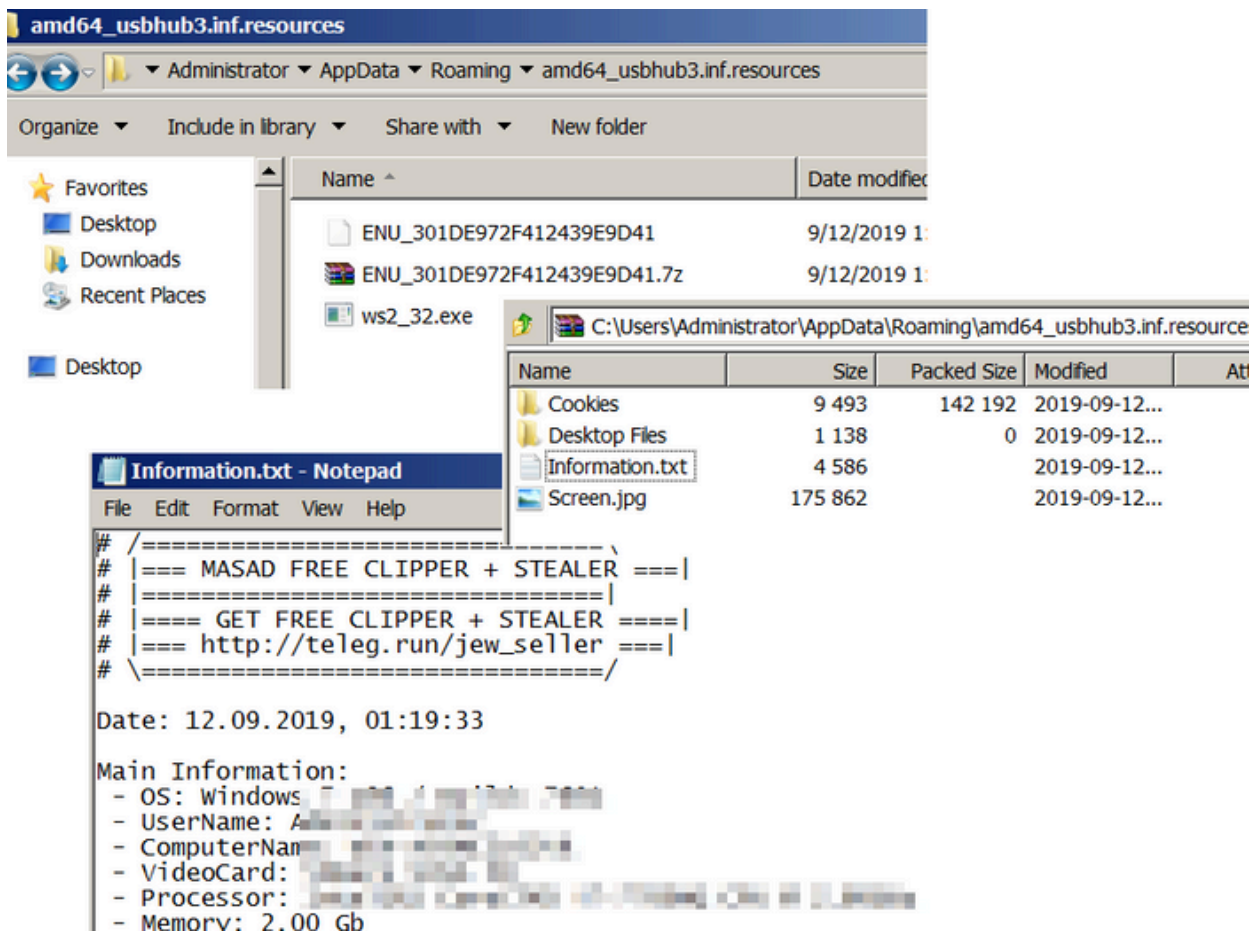 amd64_usbhub3.inf.resources
Administrator AppData Roaming amd64_usbhub3.inf.resources
Organize Include in library Share with New folder
Favorites
Desktop
Downloads
Recent Places
Desktop
Name Date modified
ENU_301DE972F412439E9D41 9/12/2019 1:
ENU_301DE972F412439E9D41.7z 9/12/2019 1:
ws2_32.exe
C:\Users\Administrator\AppData\Roaming\amd64_usbhub3.inf.resources
Name Size Packed Size Modified Att
Cookies 9 493 142 192 2019-09-12...
Desktop Files 1 138 0 2019-09-12...
Information.txt 4 586 2019-09-12...
Screen.jpg 175 862 2019-09-12...
Information.txt - Notepad
File Edit Format View Help
# /===============================\
# |=== MASAD FREE CLIPPER + STEALER ===|
# |===============================|
# |==== GET FREE CLIPPER + STEALER ====|
# |=== http://teleg.run/jew_seller ===|
# \===============================/
Date: 12.09.2019, 01:19:33
Main Information:
- OS: Windows
- UserName:
- ComputerNam
- VideoCard:
- Processor:
- Memory: 2.00 Gb